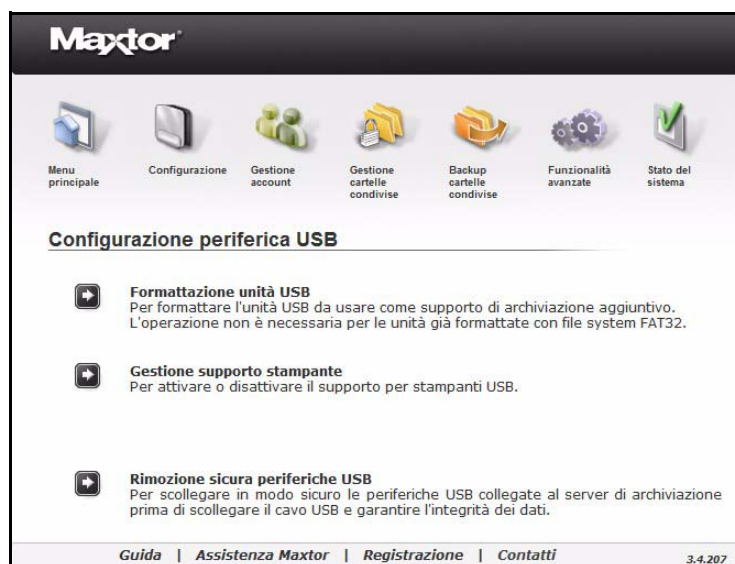 Maxtor
Menu
principale
Configurazione
Gestione
account
Gestione
cartelle
condivise
Backup
cartelle
condivise
Funzionalità
avanzate
Stato del
sistema
Configurazione periferica USB
Formattazione unità USB
Per formattare l'unità USB da usare come supporto di archiviazione aggiuntivo.
L'operazione non è necessaria per le unità già formattate con file system FAT32.
Gestione supporto stampante
Per attivare o disattivare il supporto per stampanti USB.
Rimozione sicura periferiche USB
Per scollegare in modo sicuro le periferiche USB collegate al server di archiviazione
prima di scollegare il cavo USB e garantire l'integrità dei dati.
Guida | Assistenza Maxtor | Registrazione | Contatti 3.4.207